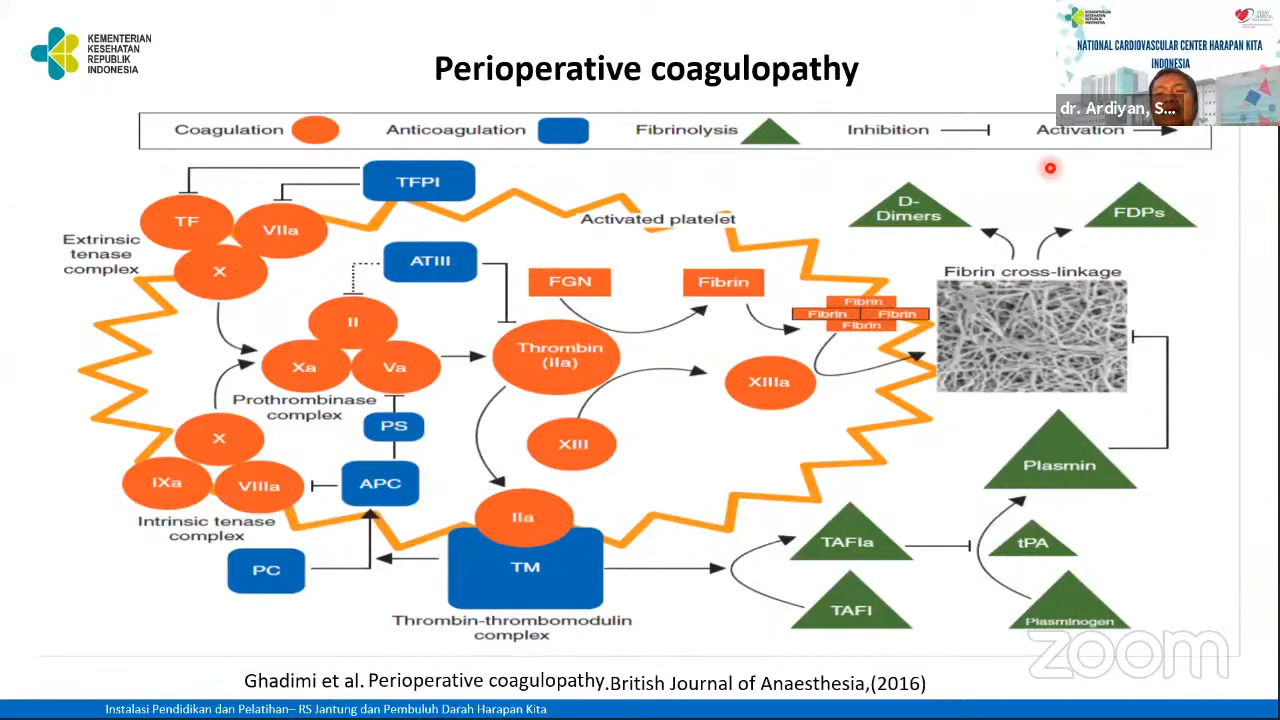 KEMENTERIAN
KESEHATAN
REPUBLIK
INDONESIA
Perioperative coagulopathy
KEMENTERIAN
NATIONAL CARDIOVASCULAR CENTER HARAPAN KITA
INDONESIA
dr. Ardiyan, S...
Coagulation
Anticoagulation
Fibrinolysis
Inhibition
Activation
TFPI
TF
VIIa
X
Extrinsic
tenase
complex
Activated platelet
D-
Dimers
FDPs
ATIII
FGN
Fibrin
Fibrin cross-linkage
Fibrin
Fibrin
Fibrin
Fibrin
II
Xa
Va
Prothrombinase
complex
Thrombin
(IIa)
XIIIa
XIII
PS
APC
X
IXa
VIIIa
Intrinsic tenase
complex
PC
IIa
TM
Thrombin-thrombomodulin
complex
TAFIa
TAFI
Plasmin
tPA
Plasminogen
zoom
Ghadimi et al. Perioperative coagulopathy.British Journal of Anaesthesia,(2016)
Instalasi Pendidikan dan Pelatihan– RS Jantung dan Pembuluh Darah Harapan Kita